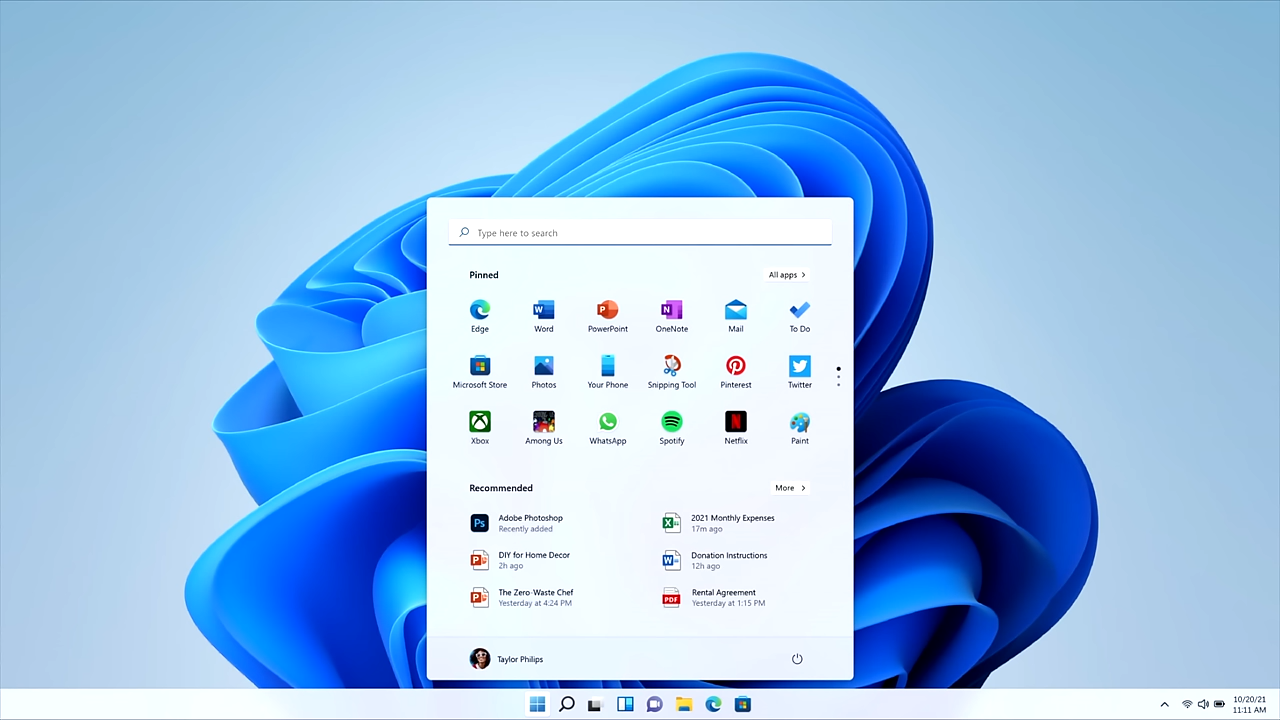 Type here to search
Pinned
All apps
Edge
Word
PowerPoint
OneNote
Mail
To Do
Microsoft Store
Photos
Your Phone
Snipping Tool
Pinterest
Twitter
Xbox
Among Us
WhatsApp
Spotify
Netflix
Paint
Recommended
More
Adobe Photoshop
Recently added
2021 Monthly Expenses
17m ago
DIY for Home Decor
2h ago
Donation Instructions
12h ago
The Zero-Waste Chef
Yesterday at 4:24 PM
Rental Agreement
Yesterday at 1:15 PM
Taylor Philips
10/20/21
11:11 AM